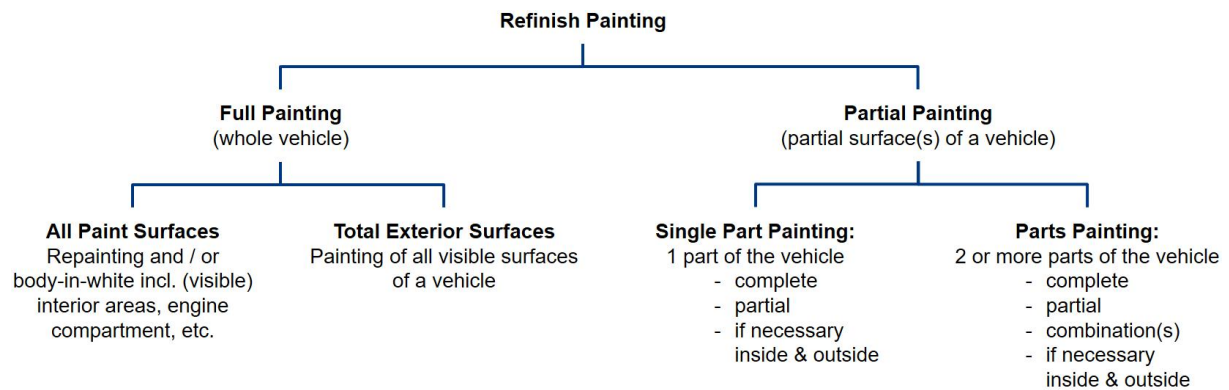 Refinish Painting
Full Painting
(whole vehicle)
Partial Painting
(partial surface(s) of a vehicle)
All Paint Surfaces
Repainting and / or
body-in-white incl. (visible)
interior areas, engine
compartment, etc.
Total Exterior Surfaces
Painting of all visible surfaces
of a vehicle
Single Part Painting:
1 part of the vehicle
- complete
- partial
- if necessary
inside & outside
Parts Painting:
2 or more parts of the vehicle
- complete
- partial
- combination(s)
- if necessary
inside & outside